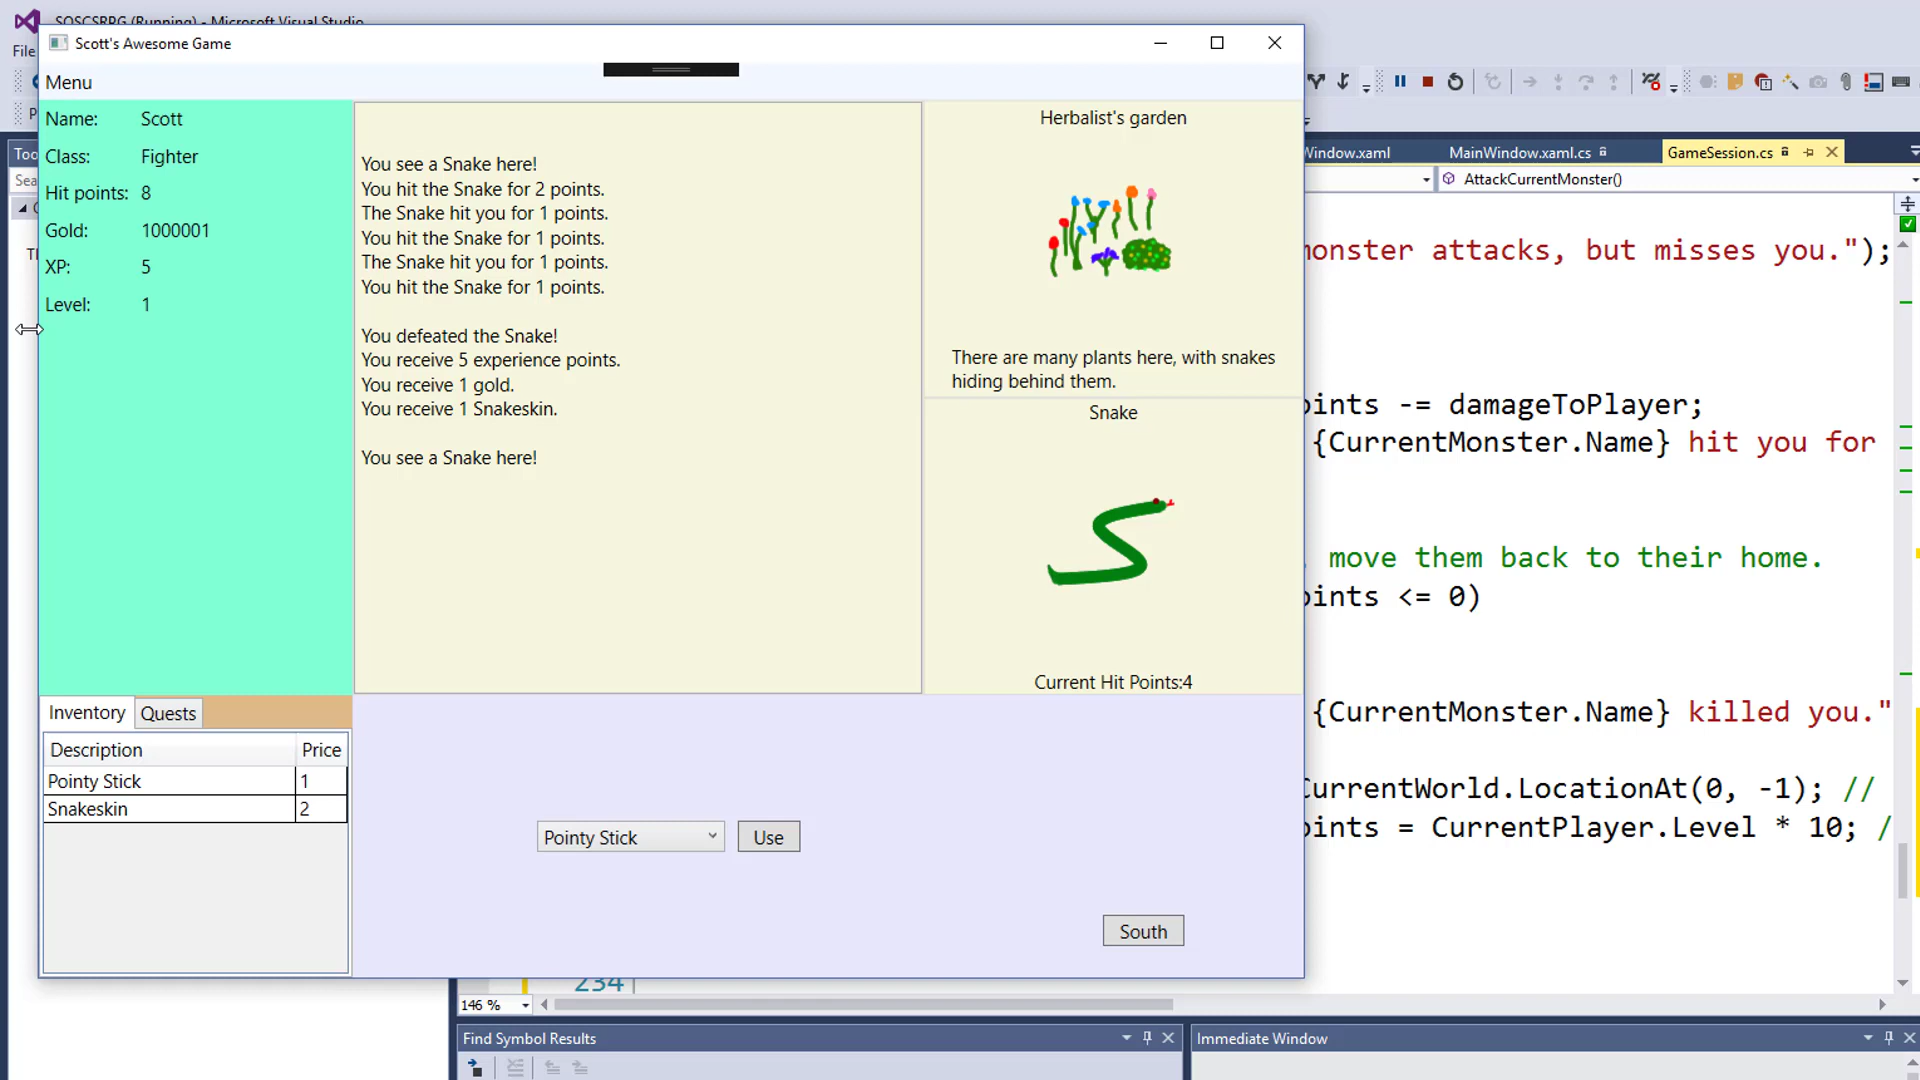 SOSCSRPG (Running) - Microsoft Visual Studio
File
Scott's Awesome Game
Menu
Name: Scott
Class: Fighter
Hit points: 8
Gold: 1000001
XP: 5
Level: 1
You see a Snake here!
You hit the Snake for 2 points.
The Snake hit you for 1 points.
You hit the Snake for 1 points.
The Snake hit you for 1 points.
You hit the Snake for 1 points.
You defeated the Snake!
You receive 5 experience points.
You receive 1 gold.
You receive 1 Snakeskin.
You see a Snake here!
Herbalist's garden
There are many plants here, with snakes
hiding behind them.
Snake
Current Hit Points:4
Inventory Quests
Description Price
Pointy Stick 1
Snakeskin 2
Pointy Stick Use
South
Too
Sea
Window.xaml MainWindow.xaml.cs GameSession.cs
AttackCurrentMonster()
monster attacks, but misses you.");
oints -= damageToPlayer;
{CurrentMonster.Name} hit you for
, move them back to their home.
oints <= 0)
{CurrentMonster.Name} killed you."
CurrentWorld.LocationAt(0, -1); //
oints = CurrentPlayer.Level * 10; /
234
146 %
Find Symbol Results
Immediate Window